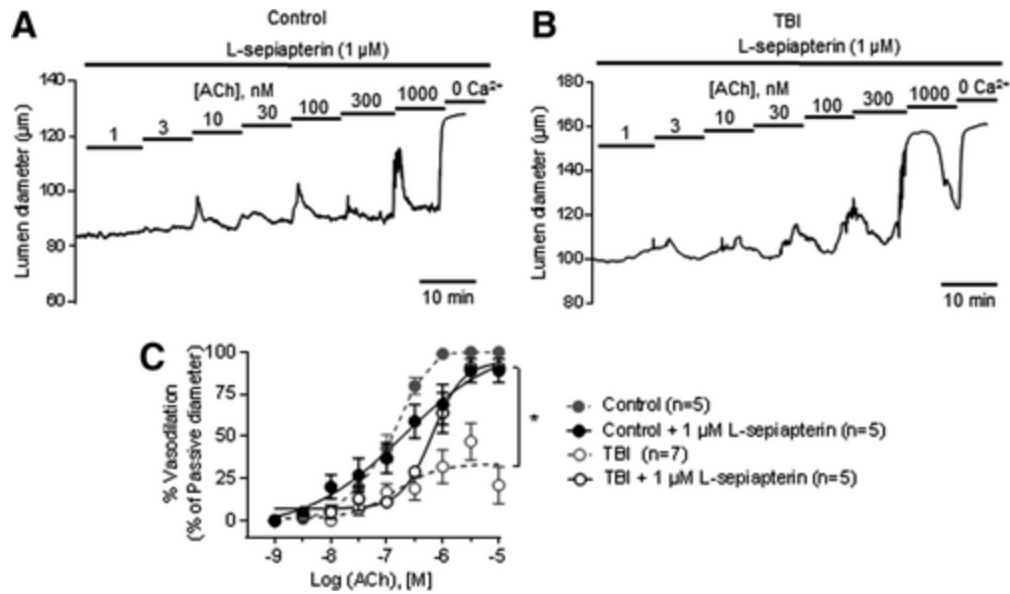 A
Control
L-sepiapterin (1 µM)
[ACh], nM
1
3
10
30
100
300
1000
0 Ca2+
140
120
100
80
60
Lumen diameter (µm)
10 min
B
TBI
L-sepiapterin (1 µM)
[ACh], nM
1
3
10
30
100
300
1000
0 Ca2+
180
160
140
120
100
80
Lumen diameter (µm)
10 min
C
% Vasodilation
(% of Passive diameter)
100
75
50
25
0
-9
-8
-7
-6
-5
Log (ACh), [M]
*
Control (n=5)
Control + 1 µM L-sepiapterin (n=5)
TBI (n=7)
TBI + 1 µM L-sepiapterin (n=5)